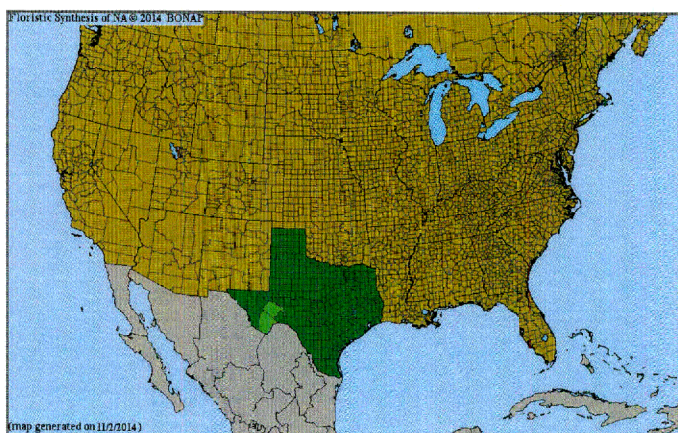 Floristic Synthesis of NA © 2014 BONAP
(map generated on 11/2/2014 )